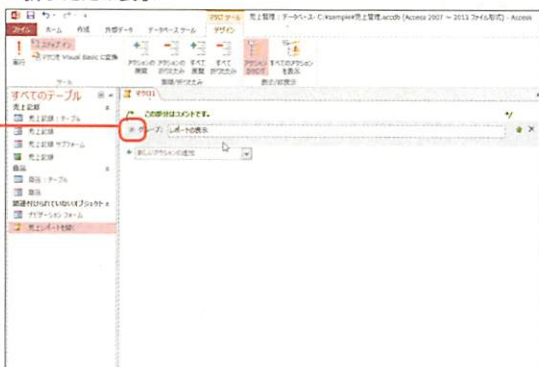 マクロ ツール 売上管理 : データベース- C:¥sample¥売上管理.accdb (Access 2007 ～ 2013 ファイル形式) - Access
ファイル ホーム 作成 外部データ データベース ツール デザイン
実行
ステップ イン
マクロを Visual Basic に変換
アクションの展開
アクションの折りたたみ
すべて展開
すべて折りたたみ
アクションカタログ
すべてのアクションを表示
ツール 展開/折りたたみ 表示/非表示
すべてのテーブル
売上記録
売上記録 : テーブル
売上記録
売上記録 サブフォーム
売上記録
商品
商品 : テーブル
商品
関連付けられていないオブジェクト
ナビゲーション フォーム
売上レポートを開く
マクロ1
/* この部分はコメントです。 */
グループ: レポートの表示
新しいアクションの追加